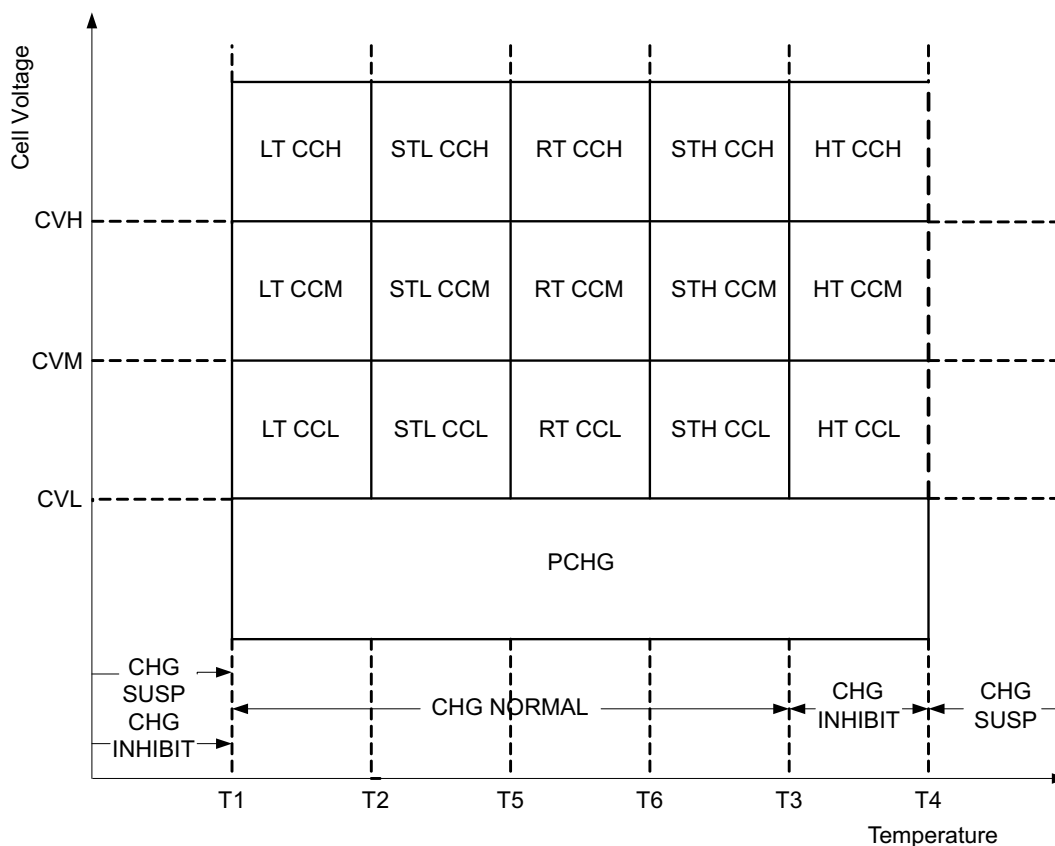 Cell Voltage
LT CCH
STL CCH
RT CCH
STH CCH
HT CCH
CVH
LT CCM
STL CCM
RT CCM
STH CCM
HT CCM
CVM
LT CCL
STL CCL
RT CCL
STH CCL
HT CCL
CVL
PCHG
CHG
SUSP
CHG
INHIBIT
CHG NORMAL
CHG
INHIBIT
CHG
SUSP
T1
T2
T5
T6
T3
T4
Temperature